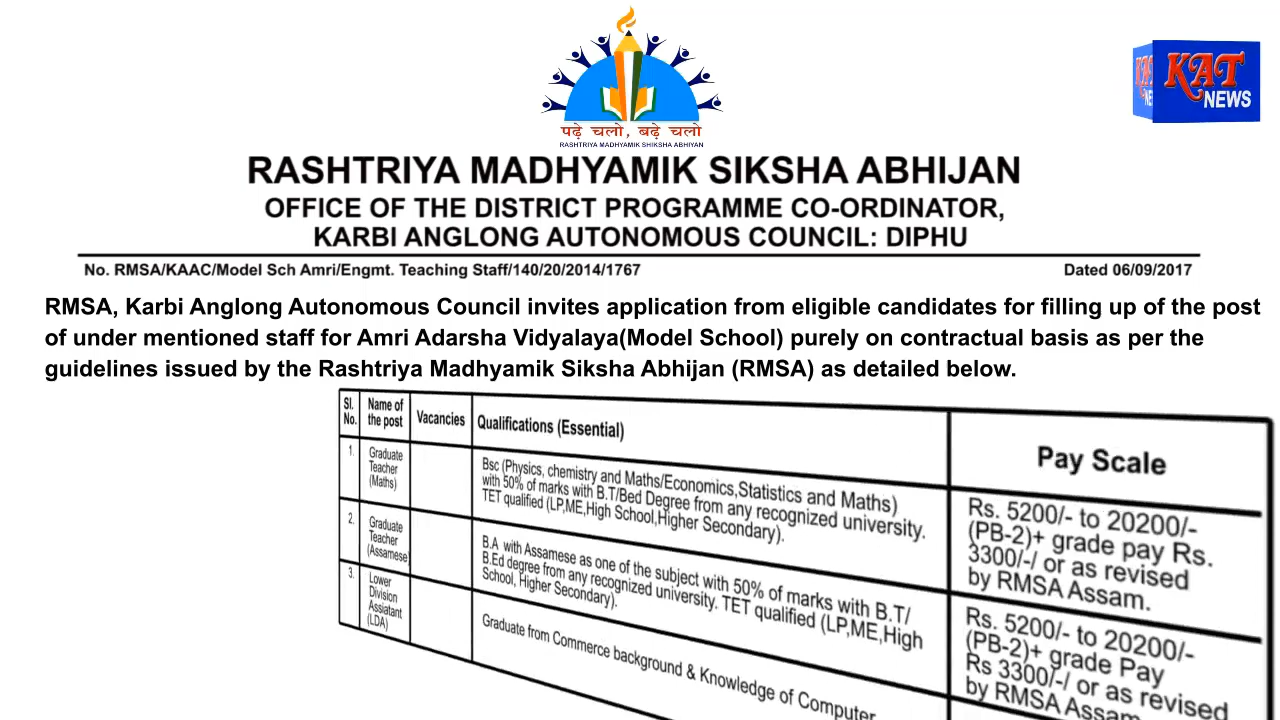 KAT
NEWS
पढ़े चलो, बढ़े चलो
RASHTRIYA MADHYAMIK SHIKSHA ABHIYAN
RASHTRIYA MADHYAMIK SIKSHA ABHIJAN
OFFICE OF THE DISTRICT PROGRAMME CO-ORDINATOR,
KARBI ANGLONG AUTONOMOUS COUNCIL: DIPHU
No. RMSA/KAAC/Model Sch Amri/Engmt. Teaching Staff/140/20/2014/1767 Dated 06/09/2017
RMSA, Karbi Anglong Autonomous Council invites application from eligible candidates for filling up of the post
of under mentioned staff for Amri Adarsha Vidyalaya(Model School) purely on contractual basis as per the
guidelines issued by the Rashtriya Madhyamik Siksha Abhijan (RMSA) as detailed below.
Sl.
No.
Name of
the post
Vacancies
Qualifications (Essential)
Pay Scale
1.
Graduate
Teacher
(Maths)
Bsc (Physics, chemistry and Maths/Economics,Statistics and Maths)
with 50% of marks with B.T/Bed Degree from any recognized university.
TET qualified (LP,ME,High School,Higher Secondary).
Rs. 5200/- to 20200/-
(PB-2)+ grade pay Rs.
3300/-/ or as revised
by RMSA Assam.
2.
Graduate
Teacher
(Assamese)
B.A with Assamese as one of the subject with 50% of marks with B.T/
B.Ed degree from any recognized university. TET qualified (LP,ME,High
School, Higher Secondary).
Rs. 5200/- to 20200/-
(PB-2)+ grade Pay
Rs 3300/-/ or as revised
by RMSA Assam
3.
Lower
Division
Assiatant
(LDA)
Graduate from Commerce background & Knowledge of Computer